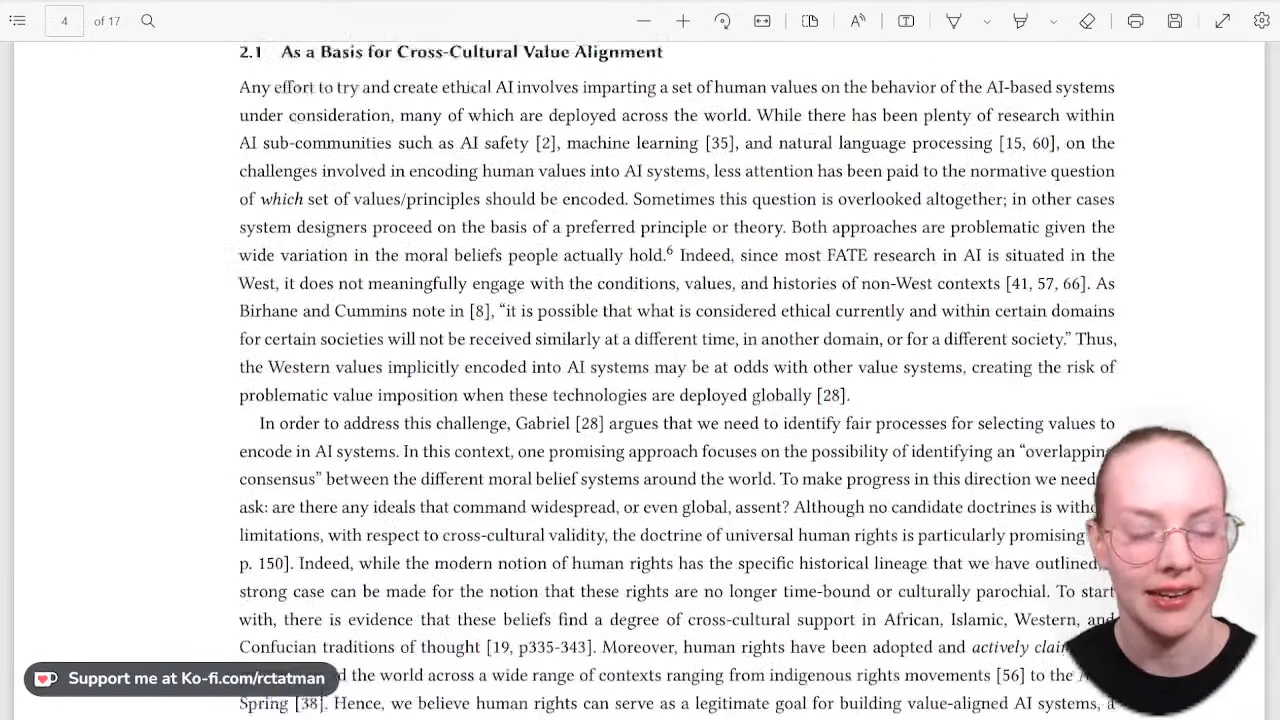 4 of 17
2.1 As a Basis for Cross-Cultural Value Alignment
Any effort to try and create ethical AI involves imparting a set of human values on the behavior of the AI-based systems
under consideration, many of which are deployed across the world. While there has been plenty of research within
AI sub-communities such as AI safety [2], machine learning [35], and natural language processing [15, 60], on the
challenges involved in encoding human values into AI systems, less attention has been paid to the normative question
of which set of values/principles should be encoded. Sometimes this question is overlooked altogether; in other cases
system designers proceed on the basis of a preferred principle or theory. Both approaches are problematic given the
wide variation in the moral beliefs people actually hold.⁶ Indeed, since most FATE research in AI is situated in the
West, it does not meaningfully engage with the conditions, values, and histories of non-West contexts [41, 57, 66]. As
Birhane and Cummins note in [8], “it is possible that what is considered ethical currently and within certain domains
for certain societies will not be received similarly at a different time, in another domain, or for a different society.” Thus,
the Western values implicitly encoded into AI systems may be at odds with other value systems, creating the risk of
problematic value imposition when these technologies are deployed globally [28].
In order to address this challenge, Gabriel [28] argues that we need to identify fair processes for selecting values to
encode in AI systems. In this context, one promising approach focuses on the possibility of identifying an “overlapping
consensus” between the different moral belief systems around the world. To make progress in this direction we need
ask: are there any ideals that command widespread, or even global, assent? Although no candidate doctrines is
limitations, with respect to cross-cultural validity, the doctrine of universal human rights is particularly promising
p. 150]. Indeed, while the modern notion of human rights has the specific historical lineage that we have outlined,
strong case can be made for the notion that these rights are no longer time-bound or culturally parochial. To start
with, there is evidence that these beliefs find a degree of cross-cultural support in African, Islamic, Western, and
Confucian traditions of thought [19, p335-343]. Moreover, human rights have been adopted and actively
the world across a wide range of contexts ranging from indigenous rights movements [56] to the
Spring [38]. Hence, we believe human rights can serve as a legitimate goal for building value-aligned AI systems, a
Support me at Ko-fi.com/rctatman